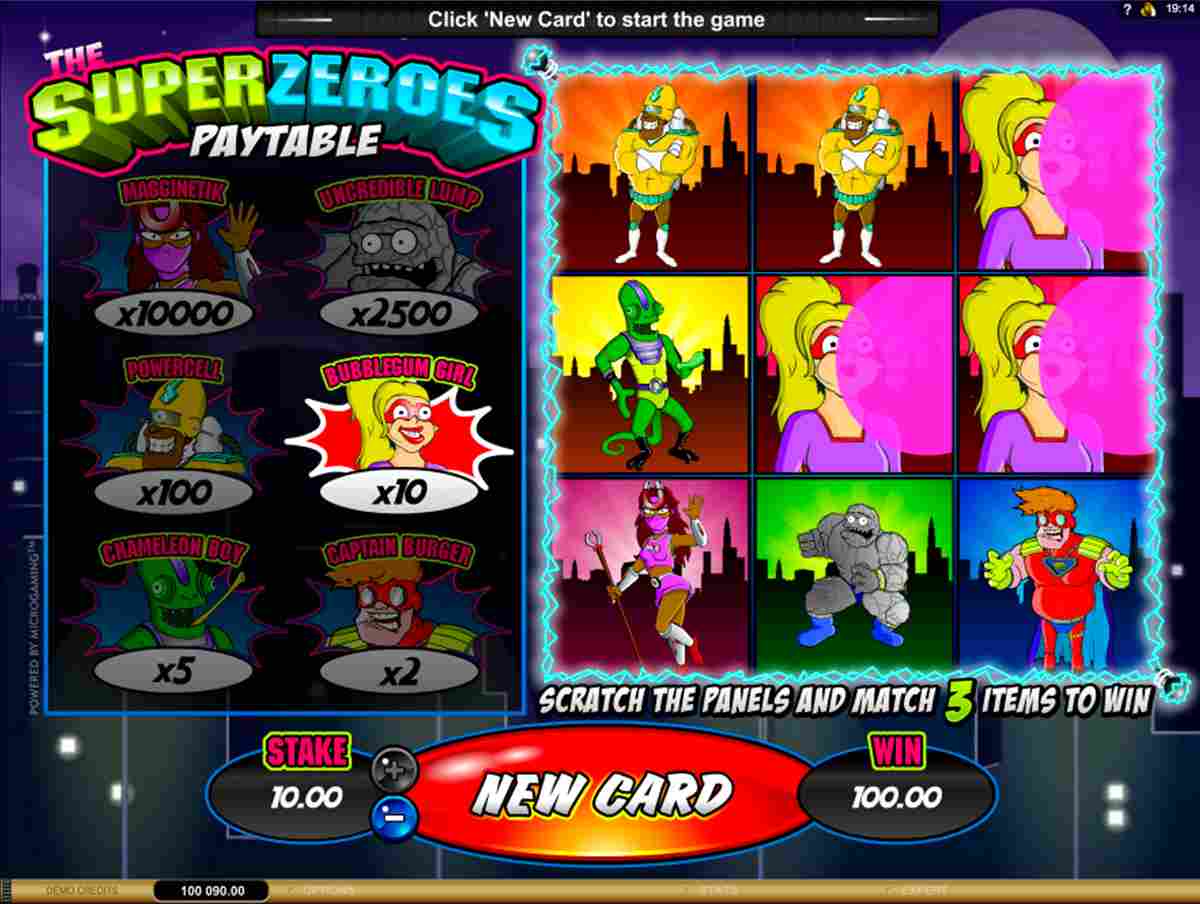 Click 'New Card' to start the game
? 19:14
THE
SUPERZEROES
PAYTABLE
MAGGINETIK
UNCREDIBLE LUMP
x10000
x2500
POWERCELL
BUBBLEGUM GIRL
x100
x10
CHAMELEON BOY
CAPTAIN BURGER
x5
x2
POWERED BY MICROGAMING™
SCRATCH THE PANELS AND MATCH 3 ITEMS TO WIN
STAKE
10.00
+
-
NEW CARD
WIN
100.00
DEMO CREDITS
100 090.00
OPTIONS
STATS
EXPERT